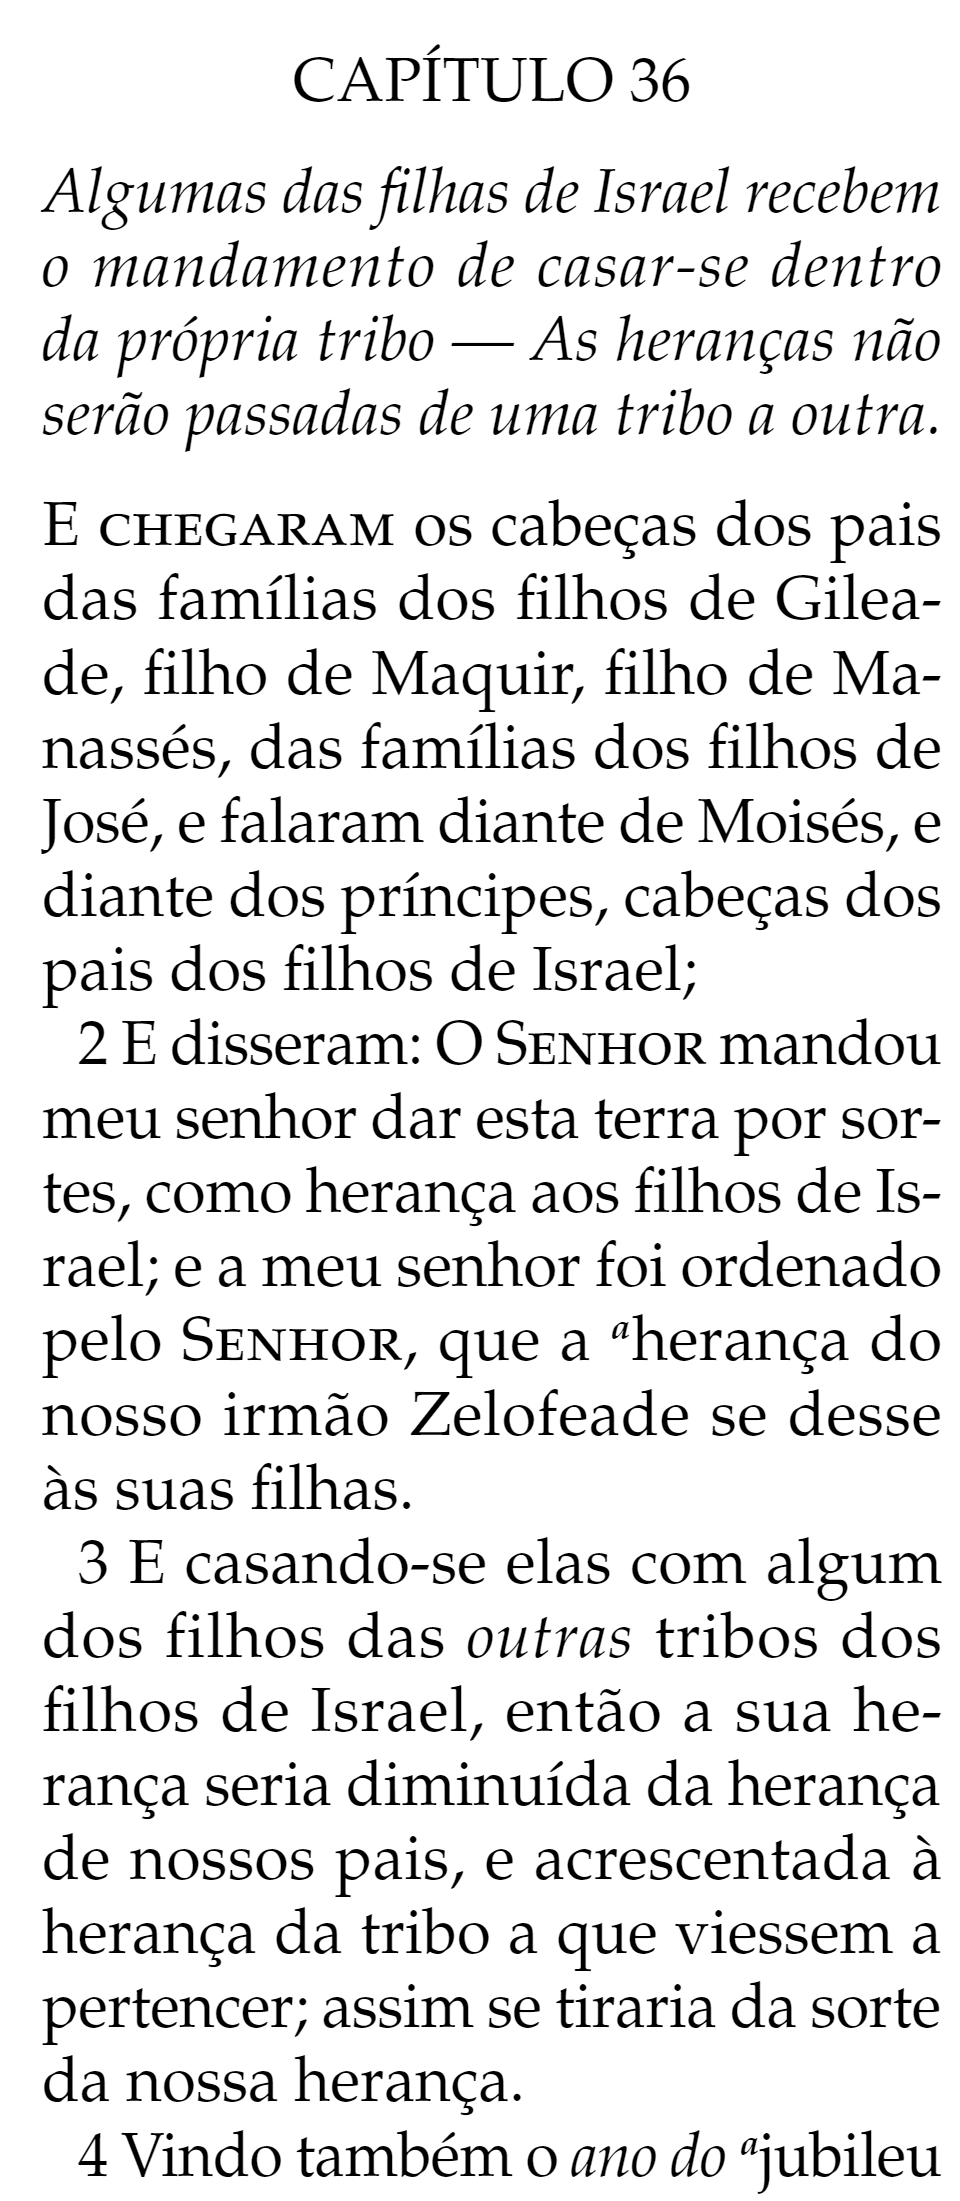 CAPÍTULO 36
Algumas das filhas de Israel recebem
o mandamento de casar-se dentro
da própria tribo — As heranças não
serão passadas de uma tribo a outra.
E CHEGARAM os cabeças dos pais
das famílias dos filhos de Gilea-
de, filho de Maquir, filho de Ma-
nassés, das famílias dos filhos de
José, e falaram diante de Moisés, e
diante dos príncipes, cabeças dos
pais dos filhos de Israel;
2 E disseram: O SENHOR mandou
meu senhor dar esta terra por sor-
tes, como herança aos filhos de Is-
rael; e a meu senhor foi ordenado
pelo SENHOR, que a ᵃherança do
nosso irmão Zelofeade se desse
às suas filhas.
3 E casando-se elas com algum
dos filhos das outras tribos dos
filhos de Israel, então a sua he-
rança seria diminuída da herança
de nossos pais, e acrescentada à
herança da tribo a que viessem a
pertencer; assim se tiraria da sorte
da nossa herança.
4 Vindo também o ano do ᵃjubileu